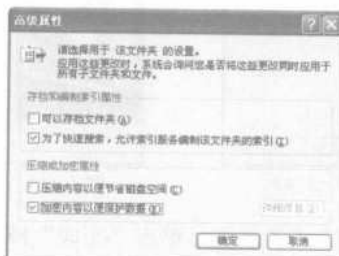 高级属性
请选择用于 该文件夹 的设置。
应用这些更改时，系统会询问您是否将这些更改同时应用于
所有子文件夹和文件。
存档和编制索引属性
可以存档文件夹(A)
为了快速搜索，允许索引服务编制该文件夹的索引(I)
压缩或加密属性
压缩内容以便节省磁盘空间(C)
加密内容以便保护数据(E)
详细信息(D)
确定
取消